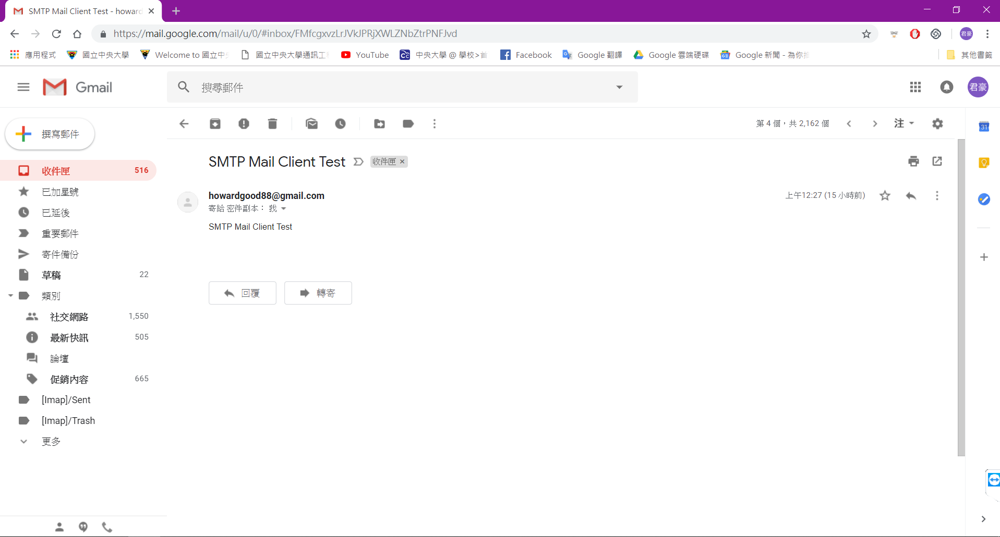 SMTP Mail Client Test - howard
https://mail.google.com/mail/u/0/#inbox/FMfcgxvzLrJVkJPRjXWLZNbZtrPNFJvd
君豪
應用程式
國立中央大學
Welcome to 國立中央
國立中央大學通訊工程
YouTube
中央大學 @ 學校>首
Facebook
Google 翻譯
Google 雲端硬碟
Google 新聞 - 為你推
其他書籤
Gmail
搜尋郵件
君豪
撰寫郵件
第 4 個,共 2,162 個
注
31
SMTP Mail Client Test
收件匣 ×
收件匣 516
已加星號
已延後
重要郵件
寄件備份
草稿 22
類別
社交網路 1,550
最新快訊 505
論壇
促銷內容 665
[Imap]/Sent
[Imap]/Trash
更多
howardgood88@gmail.com
上午12:27 (15 小時前)
寄給 密件副本: 我
SMTP Mail Client Test
回覆
轉寄